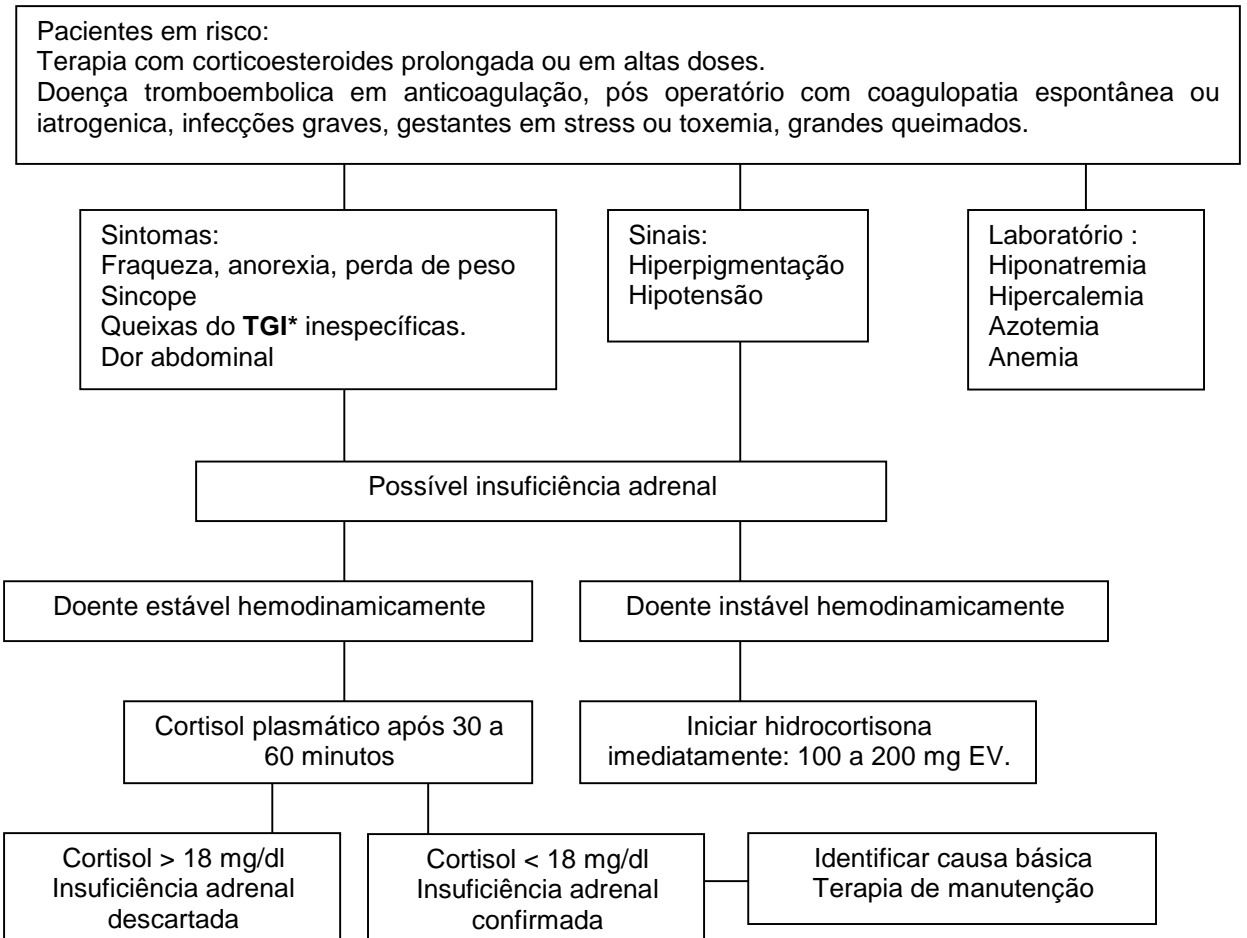 Pacientes em risco:
Terapia com corticoesteroides prolongada ou em altas doses.
Doença tromboembolica em anticoagulação, pós operatório com coagulopatia espontânea ou
iatrogenica, infecções graves, gestantes em stress ou toxemia, grandes queimados.
Sintomas:
Fraqueza, anorexia, perda de peso
Sincope
Queixas do TGI* inespecíficas.
Dor abdominal
Sinais:
Hiperpigmentação
Hipotensão
Laboratório :
Hiponatremia
Hipercalemia
Azotemia
Anemia
Possível insuficiência adrenal
Doente estável hemodinamicamente
Doente instável hemodinamicamente
Cortisol plasmático após 30 a
60 minutos
Iniciar hidrocortisona
imediatamente: 100 a 200 mg EV.
Cortisol > 18 mg/dl
Insuficiência adrenal
descartada
Cortisol < 18 mg/dl
Insuficiência adrenal
confirmada
Identificar causa básica
Terapia de manutenção